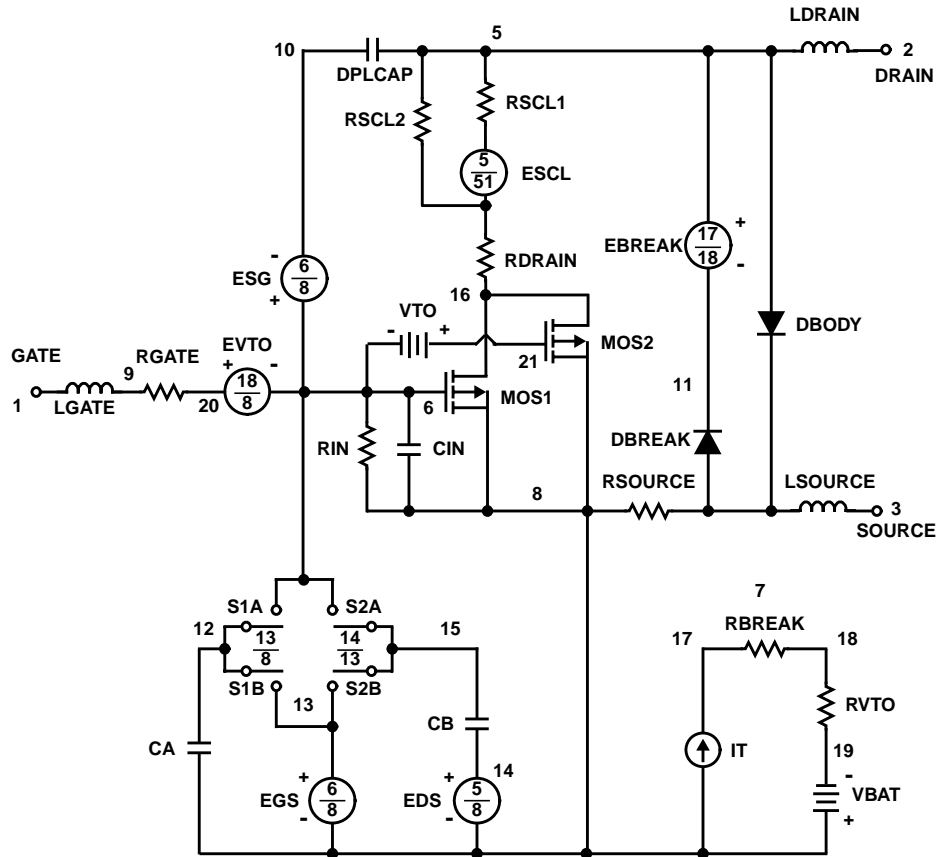 LDRAIN
10
5
2
DPLCAP
DRAIN
RSCL1
RSCL2
5
51
ESCL
-
ESG
6
8
+
RDRAIN
EBREAK
17
18
+
-
16
VTO
-
+
DBODY
MOS2
GATE
9
RGATE
EVTO
+
-
18
8
21
11
1
LGATE
20
6
MOS1
DBREAK
RIN
CIN
LSOURCE
RSOURCE
8
3
SOURCE
7
S1A
S2A
RBREAK
12
13
8
14
13
15
17
18
S1B
S2B
13
RVTO
CB
CA
IT
19
-
14
+
+
EGS
6
8
EDS
5
8
VBAT
-
-
+